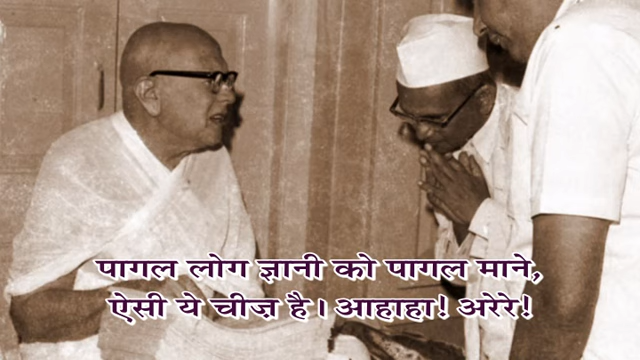 पागल लोग ज्ञानी को पागल माने,
ऐसी ये चीज़ है। आहाहा! अरेरे!